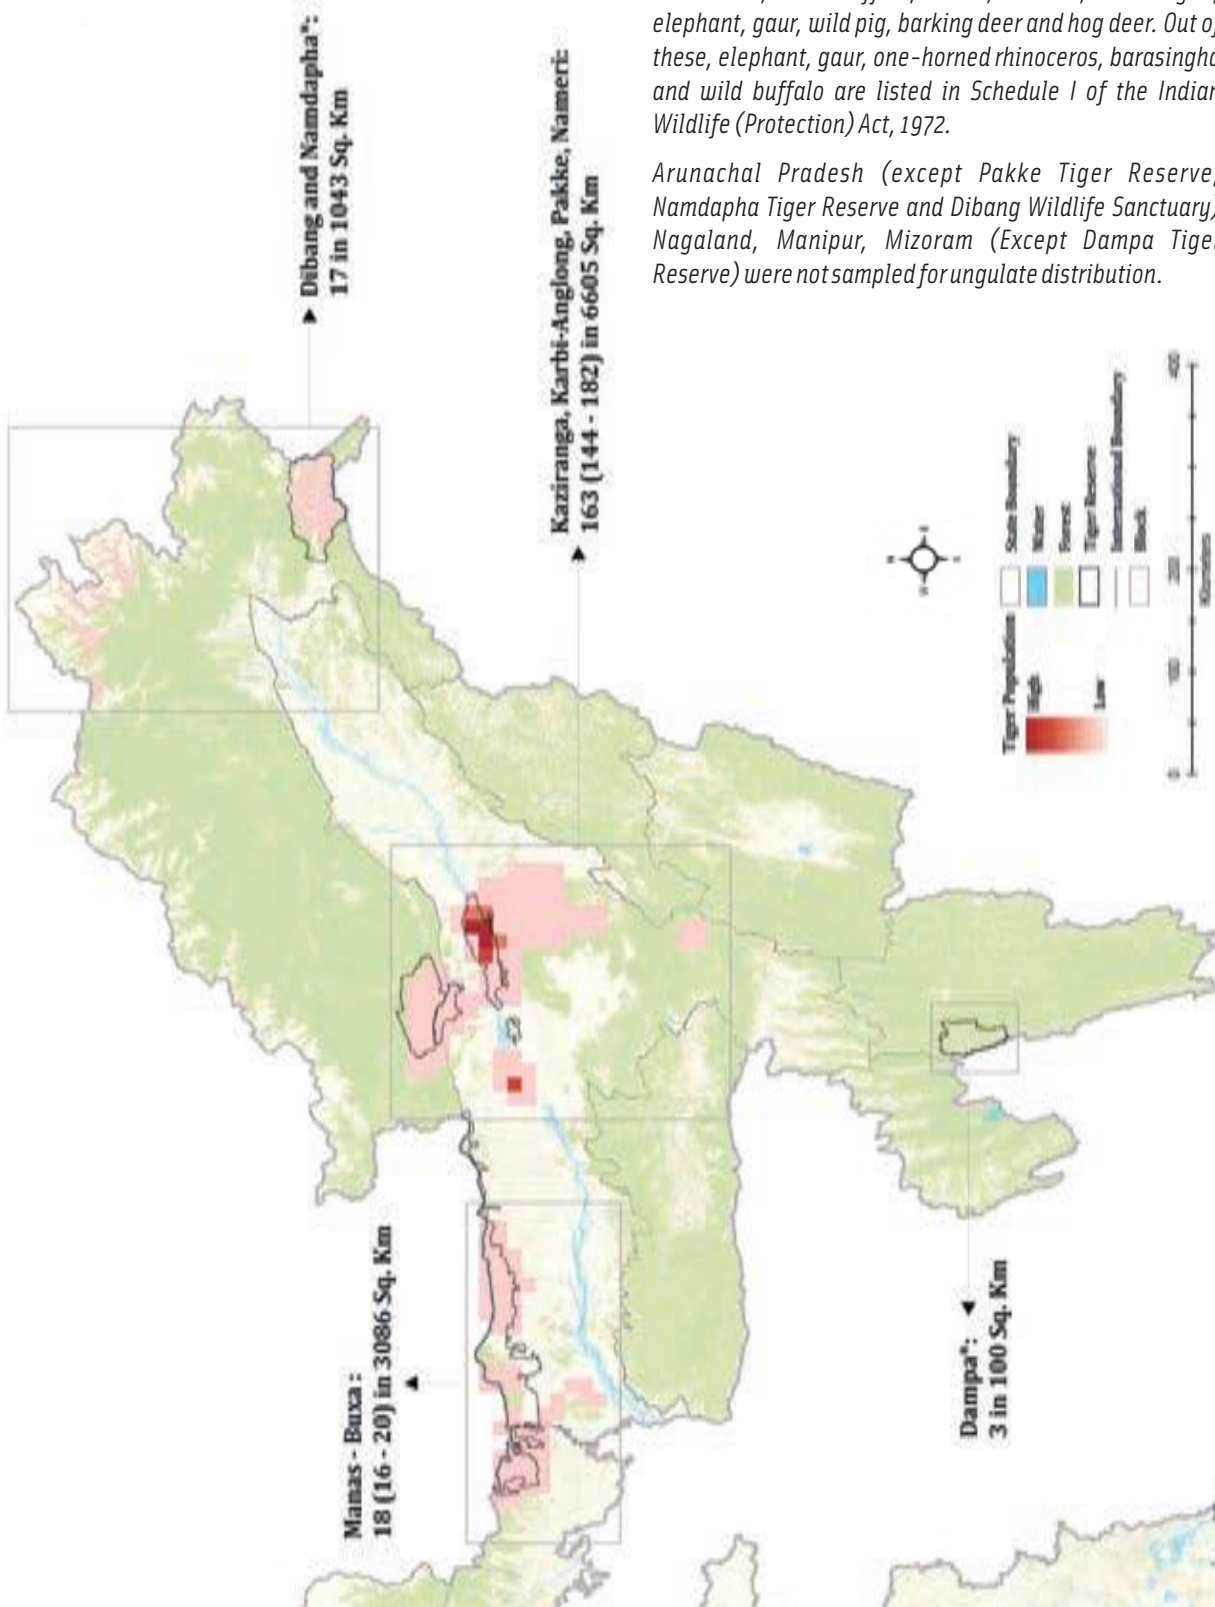 elephant, gaur, wild pig, barking deer and hog deer. Out of
these, elephant, gaur, one-horned rhinoceros, barasingha
and wild buffalo are listed in Schedule I of the Indian
Wildlife (Protection) Act, 1972.
Arunachal Pradesh (except Pakke Tiger Reserve,
Namdapha Tiger Reserve and Dibang Wildlife Sanctuary)
Nagaland, Manipur, Mizoram (Except Dampa Tiger
Reserve) were not sampled for ungulate distribution.
Dibang and Namdapha*:
17 in 1043 Sq. Km
Kaziranga, Karbi-Anglong, Pakke, Nameri:
163 (144 - 182) in 6605 Sq. Km
Manas - Buxa :
18 (16 - 20) in 3086 Sq. Km
Dampa*:
3 in 100 Sq. Km
Tiger Population
High
Low
State Boundary
Water
Forest
Tiger Reserve
International Boundary
Block
N
E
S
W
0 100 200 400
Kilometers